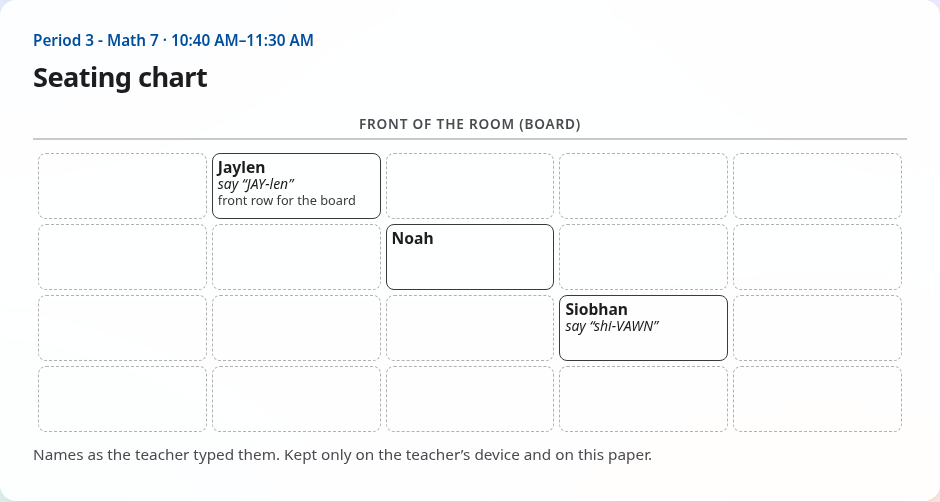 Period 3 - Math 7 · 10:40 AM–11:30 AM
Seating chart
FRONT OF THE ROOM (BOARD)
Jaylen
say “JAY-len”
front row for the board
Noah
Siobhan
say “shi-VAWN”
Names as the teacher typed them. Kept only on the teacher’s device and on this paper.